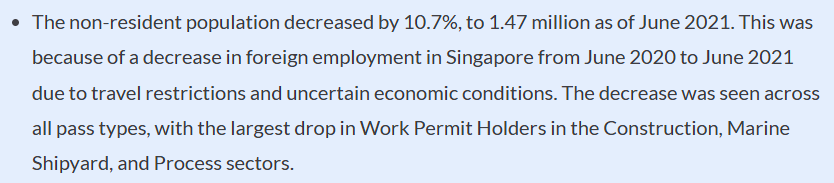 • The non-resident population decreased by 10.7%, to 1.47 million as of June 2021. This was
because of a decrease in foreign employment in Singapore from June 2020 to June 2021
due to travel restrictions and uncertain economic conditions. The decrease was seen across
all pass types, with the largest drop in Work Permit Holders in the Construction, Marine
Shipyard, and Process sectors.